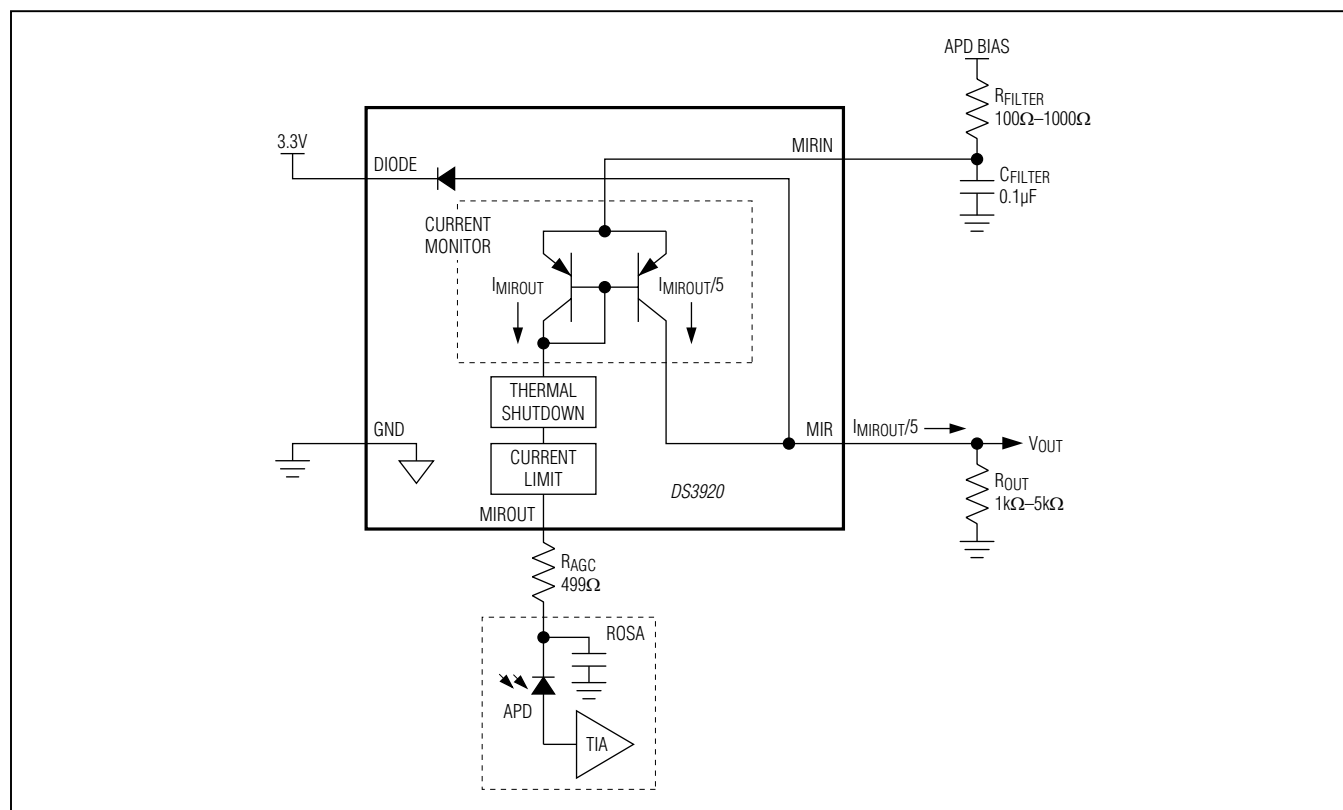 APD BIAS
RFILTER
100Ω–1000Ω
3.3V
MIRIN
DIODE
CFILTER
0.1µF
CURRENT
MONITOR
IMIROUT
IMIROUT/5
THERMAL
SHUTDOWN
GND
MIR
IMIROUT/5
VOUT
CURRENT
LIMIT
DS3920
ROUT
1kΩ–5kΩ
MIROUT
RAGC
499Ω
ROSA
APD
TIA